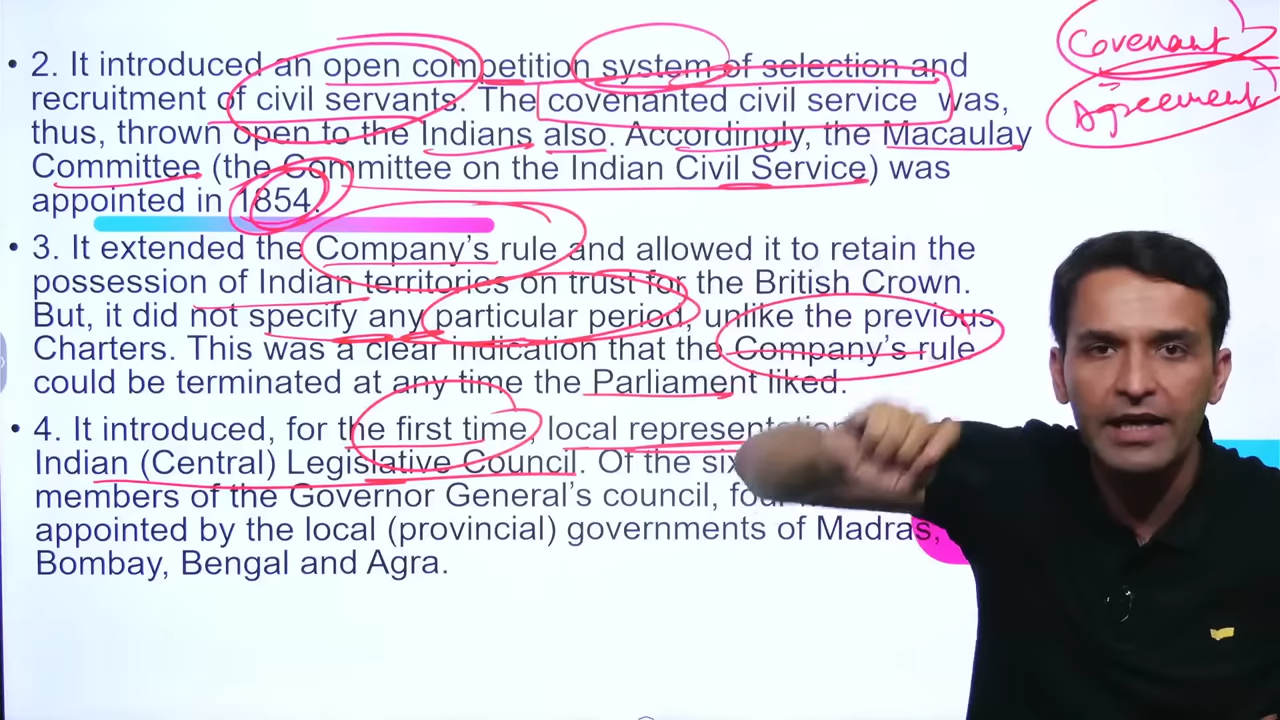 Covenant
Agreement
• 2. It introduced an open competition system of selection and
recruitment of civil servants. The covenanted civil service was,
thus, thrown open to the Indians also. Accordingly, the Macaulay
Committee (the Committee on the Indian Civil Service) was
appointed in 1854.
• 3. It extended the Company's rule and allowed it to retain the
possession of Indian territories on trust for the British Crown.
But, it did not specify any particular period, unlike the previous
Charters. This was a clear indication that the Company's rule
could be terminated at any time the Parliament liked.
• 4. It introduced, for the first time, local representation
Indian (Central) Legislative Council. Of the six
members of the Governor General's council,
appointed by the local (provincial) governments of Madras,
Bombay, Bengal and Agra.